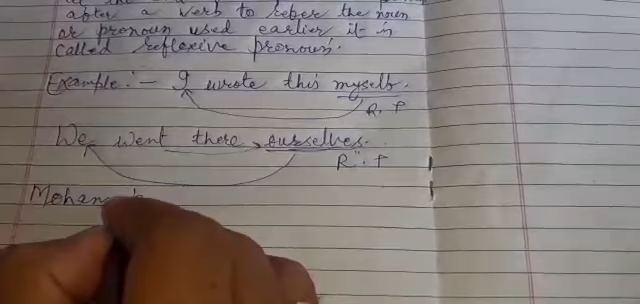 after a verb to refer the noun
or pronoun used earlier it is
called reflexive pronoun.
Example:- I wrote this myself.
R. P
We went there, ourselves.
R". P
Mohan